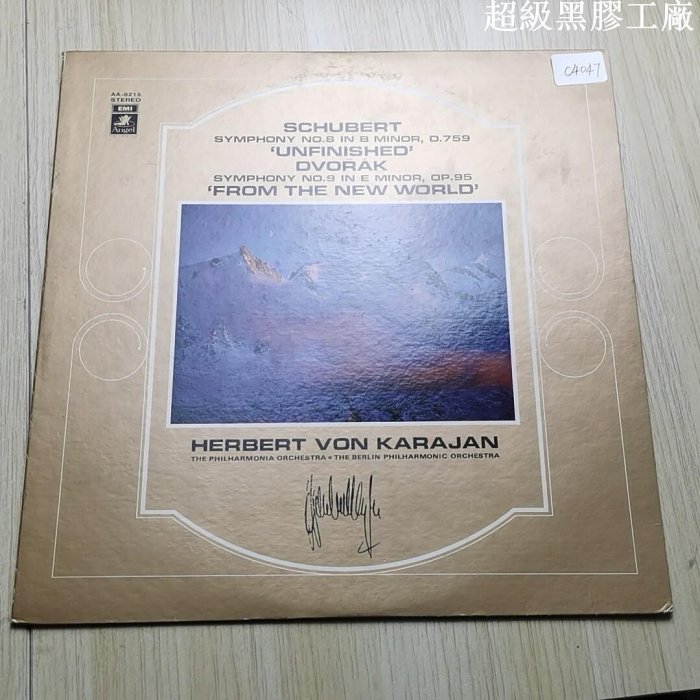 超級黑膠工廠
C4047
AA-8215
STEREO
EMI
Angel
SCHUBERT
SYMPHONY NO.8 IN B MINOR, D.759
‘UNFINISHED’
DVORAK
SYMPHONY NO.9 IN E MINOR, OP.95
‘FROM THE NEW WORLD’
HERBERT VON KARAJAN
THE PHILHARMONIA ORCHESTRA • THE BERLIN PHILHARMONIC ORCHESTRA